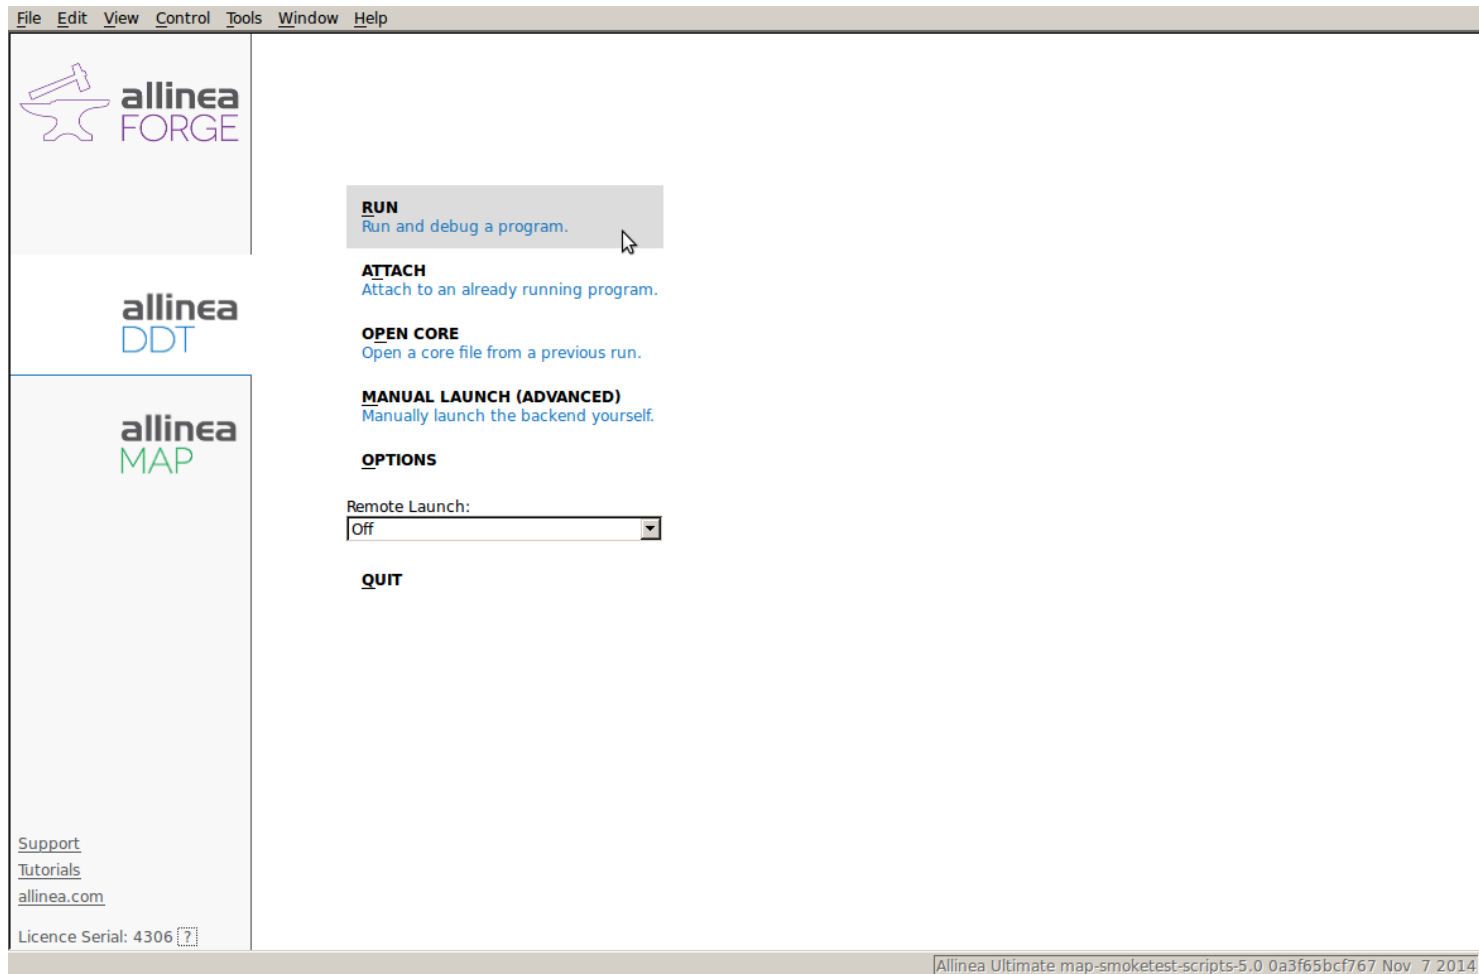 File Edit View Control Tools Window Help
allinea
FORGE
RUN
Run and debug a program.
ATTACH
Attach to an already running program.
allinea
DDT
OPEN CORE
Open a core file from a previous run.
MANUAL LAUNCH (ADVANCED)
Manually launch the backend yourself.
allinea
MAP
OPTIONS
Remote Launch:
Off
QUIT
Support
Tutorials
allinea.com
Licence Serial: 4306 ?
Allinea Ultimate map-smoketest-scripts-5.0 0a3f65bcf767 Nov 7 2014